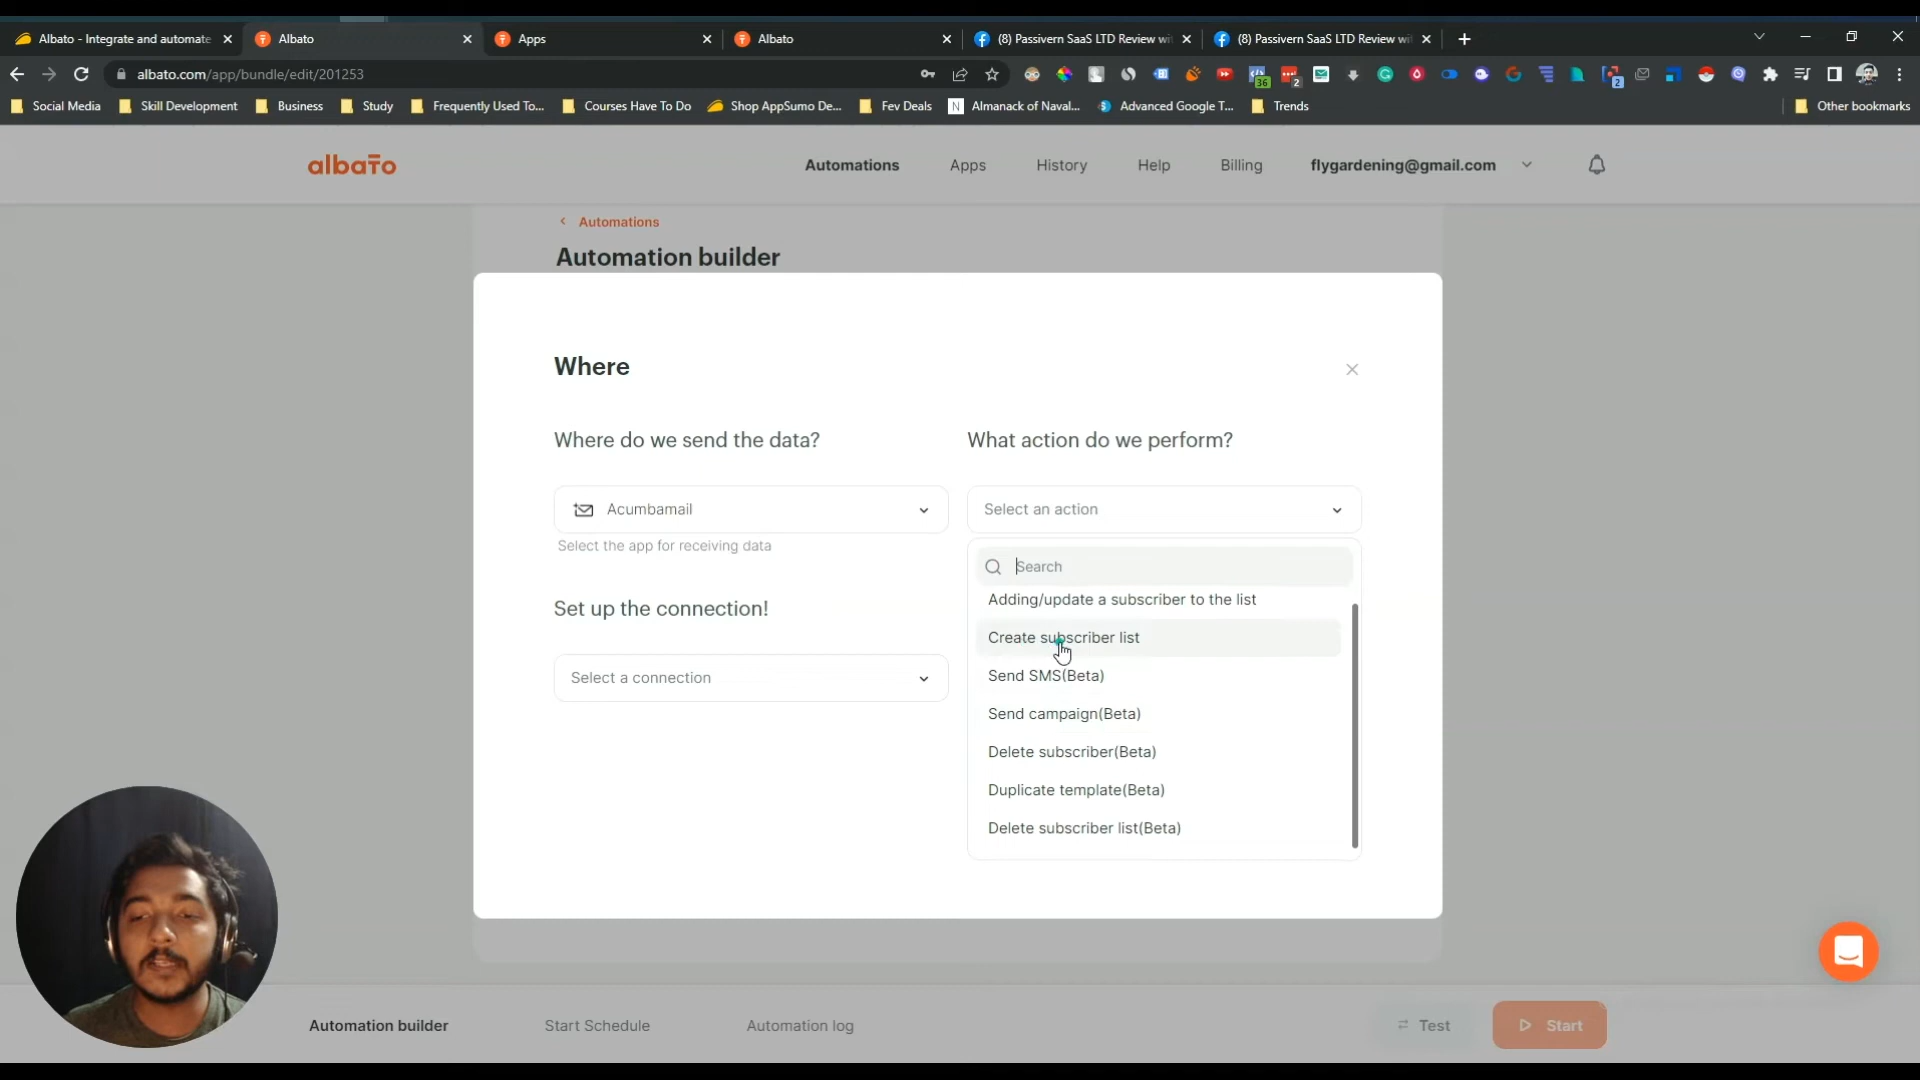 Albato - Integrate and automate
Albato
Apps
Albato
(8) Passivern SaaS LTD Review wi
(8) Passivern SaaS LTD Review wi
albato.com/app/bundle/edit/201253
36
2
2
Social Media
Skill Development
Business
Study
Frequently Used To...
Courses Have To Do
Shop AppSumo De...
Fev Deals
N
Almanack of Naval...
Advanced Google T...
Trends
Other bookmarks
albato
Automations
Apps
History
Help
Billing
flygardening@gmail.com
Automations
Automation builder
Where
Where do we send the data?
What action do we perform?
Acumbamail
Select an action
Select the app for receiving data
Search
Adding/update a subscriber to the list
Set up the connection!
Create subscriber list
Select a connection
Send SMS(Beta)
Send campaign(Beta)
Delete subscriber(Beta)
Duplicate template(Beta)
Delete subscriber list(Beta)
Automation builder
Start Schedule
Automation log
Test
Start